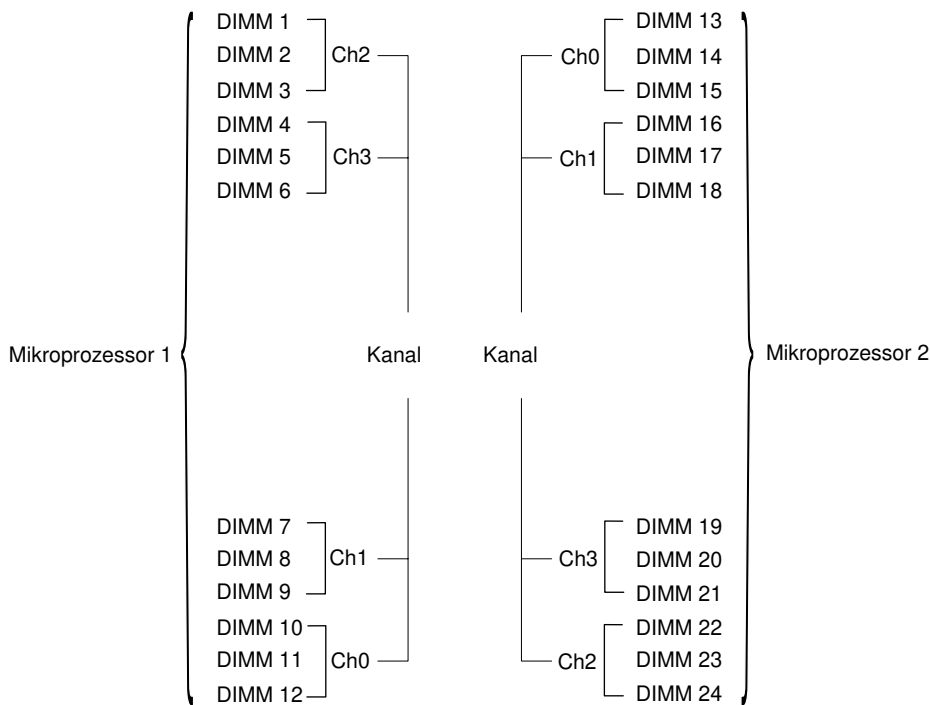 DIMM 1
DIMM 2
DIMM 3
Ch2
DIMM 4
DIMM 5
DIMM 6
Ch3
Mikroprozessor 1
Kanal
DIMM 7
DIMM 8
DIMM 9
Ch1
DIMM 10
DIMM 11
DIMM 12
Ch0
DIMM 13
DIMM 14
DIMM 15
Ch0
DIMM 16
DIMM 17
DIMM 18
Ch1
Kanal
Mikroprozessor 2
DIMM 19
DIMM 20
DIMM 21
Ch3
DIMM 22
DIMM 23
DIMM 24
Ch2